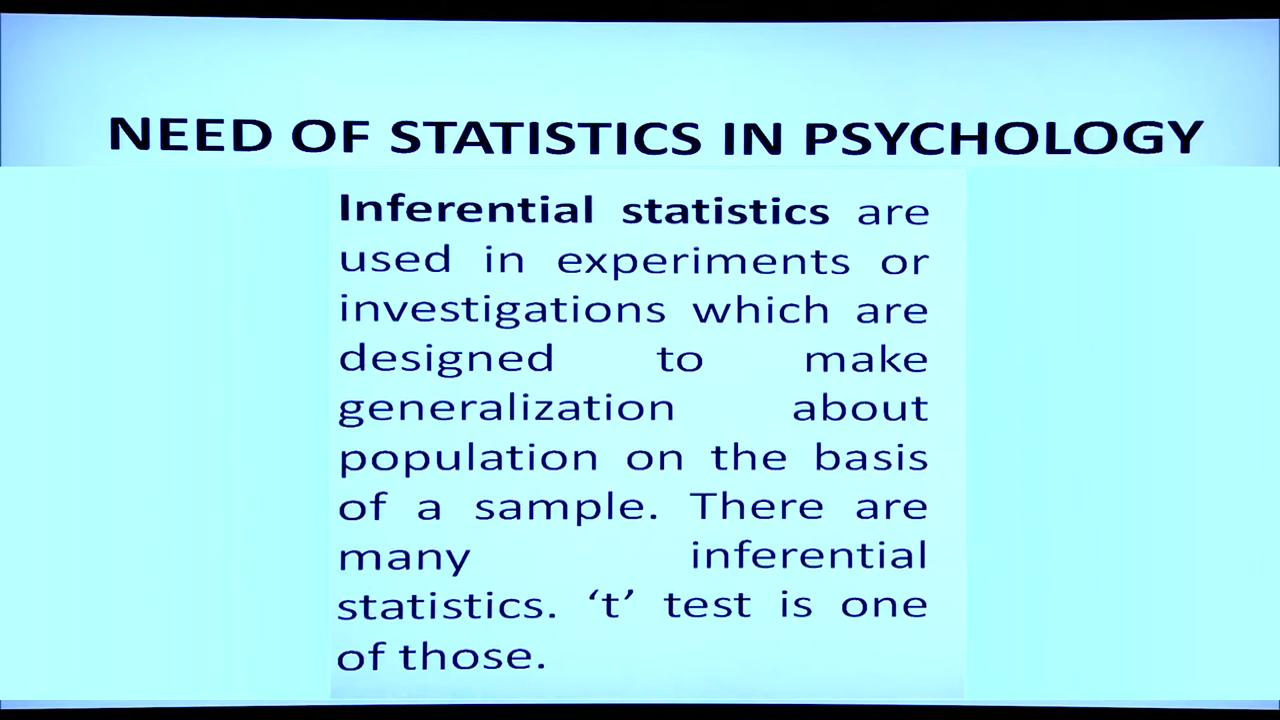 NEED OF STATISTICS IN PSYCHOLOGY
Inferential statistics are
used in experiments or
investigations which are
designed to make
generalization about
population on the basis
of a sample. There are
many inferential
statistics. ‘t’ test is one
of those.